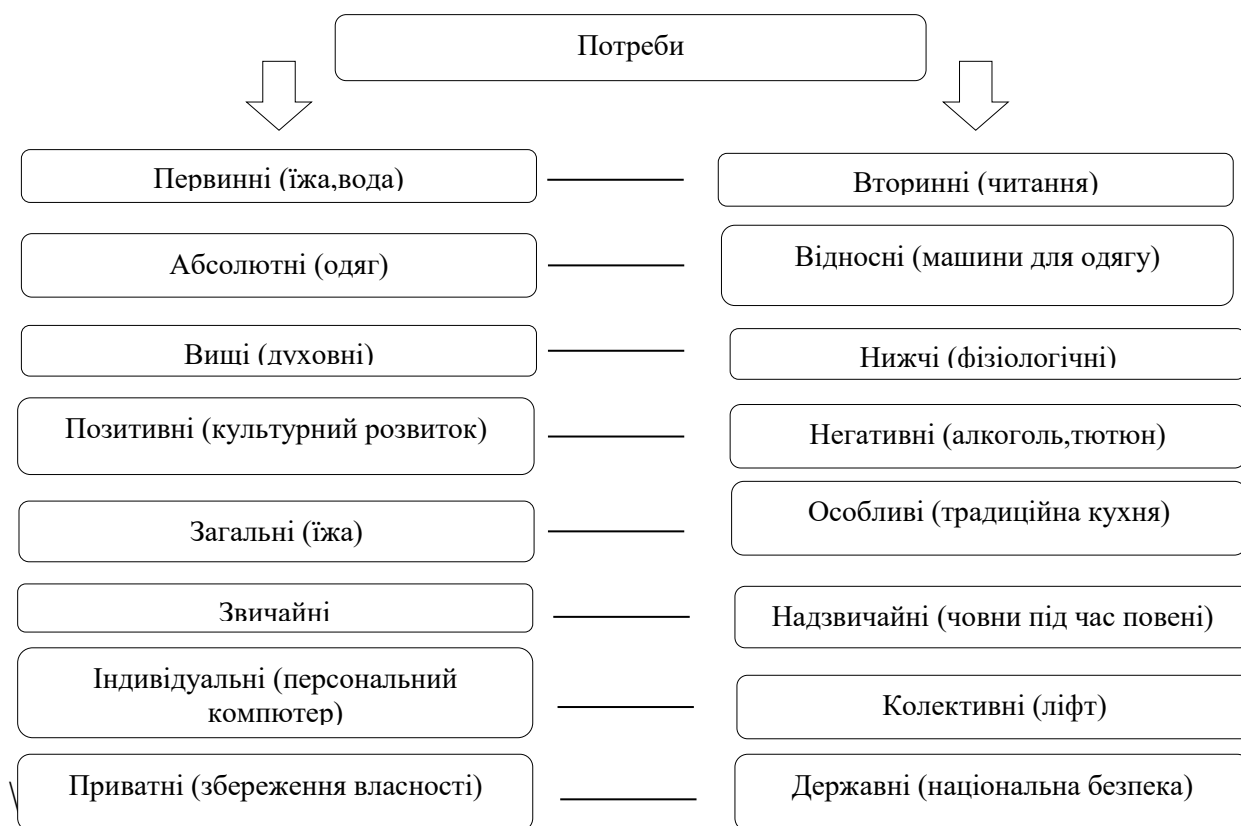 Потреби
Первинні (їжа,вода)
Вторинні (читання)
Абсолютні (одяг)
Відносні (машини для одягу)
Вищі (духовні)
Нижчі (фізіологічні)
Позитивні (культурний розвиток)
Негативні (алкоголь,тютюн)
Загальні (їжа)
Особливі (традиційна кухня)
Звичайні
Надзвичайні (човни під час повені)
Індивідуальні (персональний
компютер)
Колективні (ліфт)
Приватні (збереження власності)
Державні (національна безпека)